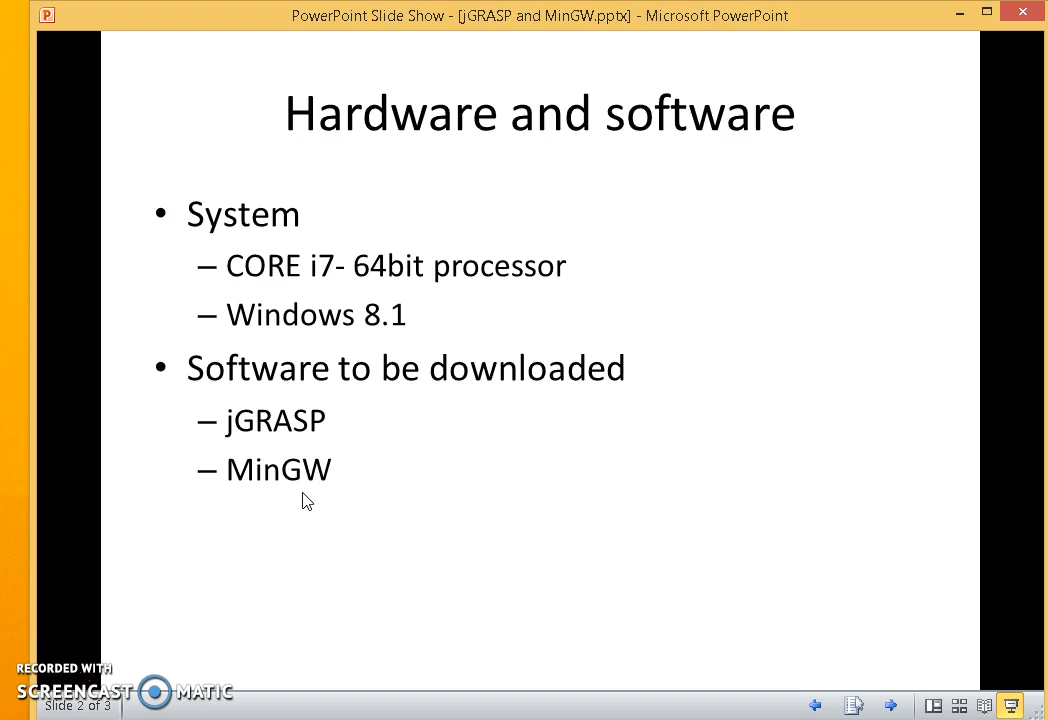 PowerPoint Slide Show - [jGRASP and MinGW.pptx] - Microsoft PowerPoint
Hardware and software
• System
– CORE i7- 64bit processor
– Windows 8.1
• Software to be downloaded
– jGRASP
– MinGW
RECORDED WITH
SCREENCAST MATIC
Slide 2 of 3